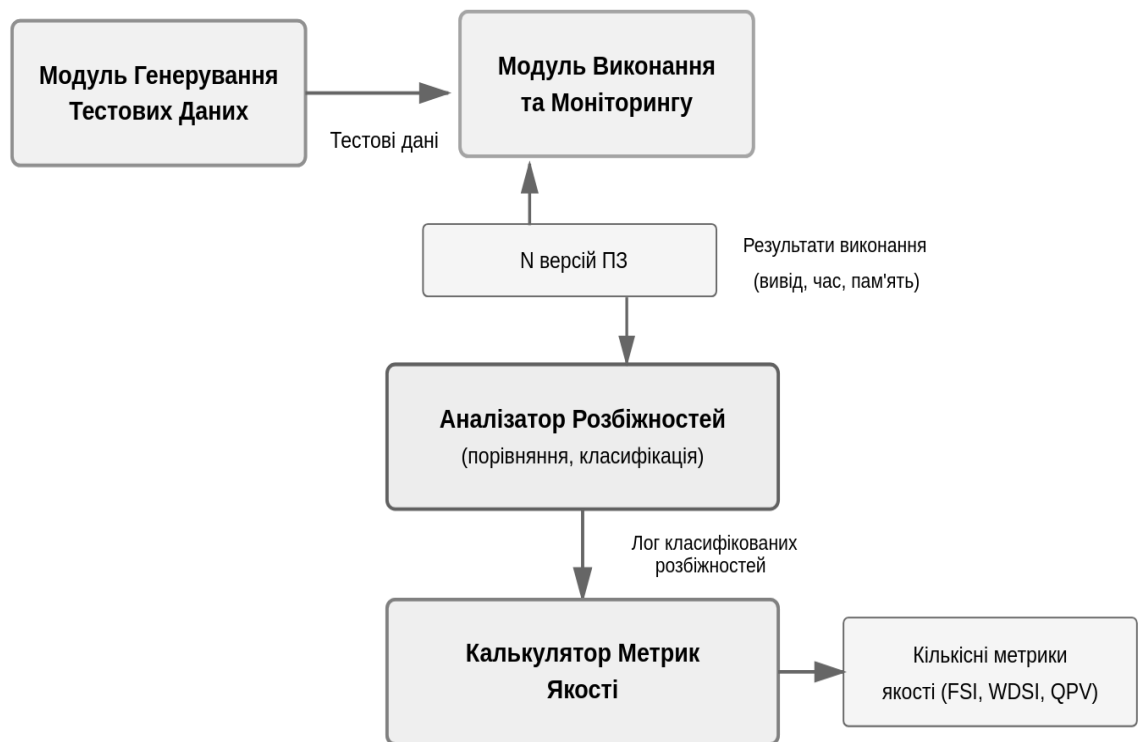 Модуль Генерування
Тестових Даних
Модуль Виконання
та Моніторингу
Тестові дані
N версій ПЗ
Результати виконання
(вивід, час, пам'ять)
Аналізатор Розбіжностей
(порівняння, класифікація)
Лог класифікованих
розбіжностей
Калькулятор Метрик
Якості
Кількісні метрики
якості (FSI, WDSI, QPV)